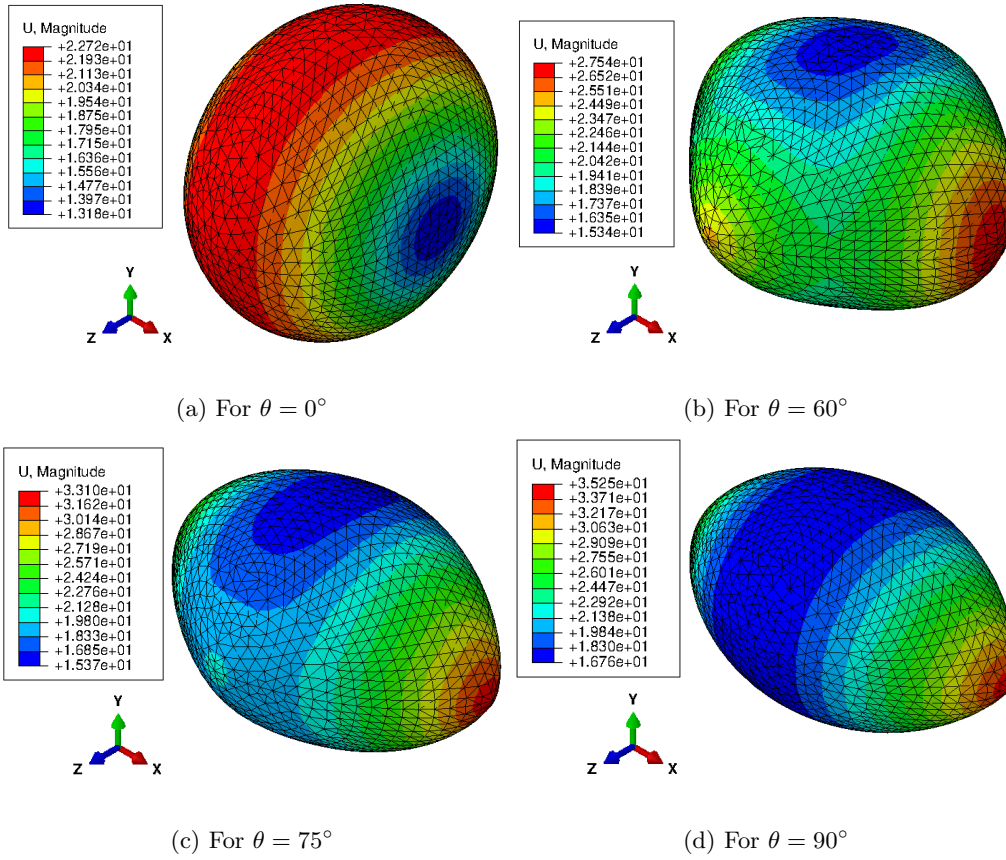 U, Magnitude
+2.272e+01
+2.193e+01
+2.113e+01
+2.034e+01
+1.954e+01
+1.875e+01
+1.795e+01
+1.715e+01
+1.636e+01
+1.556e+01
+1.477e+01
+1.397e+01
+1.318e+01
Y
Z
X
(a) For θ = 0°
U, Magnitude
+2.754e+01
+2.652e+01
+2.551e+01
+2.449e+01
+2.347e+01
+2.246e+01
+2.144e+01
+2.042e+01
+1.941e+01
+1.839e+01
+1.737e+01
+1.635e+01
+1.534e+01
Y
Z
X
(b) For θ = 60°
U, Magnitude
+3.310e+01
+3.162e+01
+3.014e+01
+2.867e+01
+2.719e+01
+2.571e+01
+2.424e+01
+2.276e+01
+2.128e+01
+1.980e+01
+1.833e+01
+1.685e+01
+1.537e+01
Y
Z
X
(c) For θ = 75°
U, Magnitude
+3.525e+01
+3.371e+01
+3.217e+01
+3.063e+01
+2.909e+01
+2.755e+01
+2.601e+01
+2.447e+01
+2.292e+01
+2.138e+01
+1.984e+01
+1.830e+01
+1.676e+01
Y
Z
X
(d) For θ = 90°